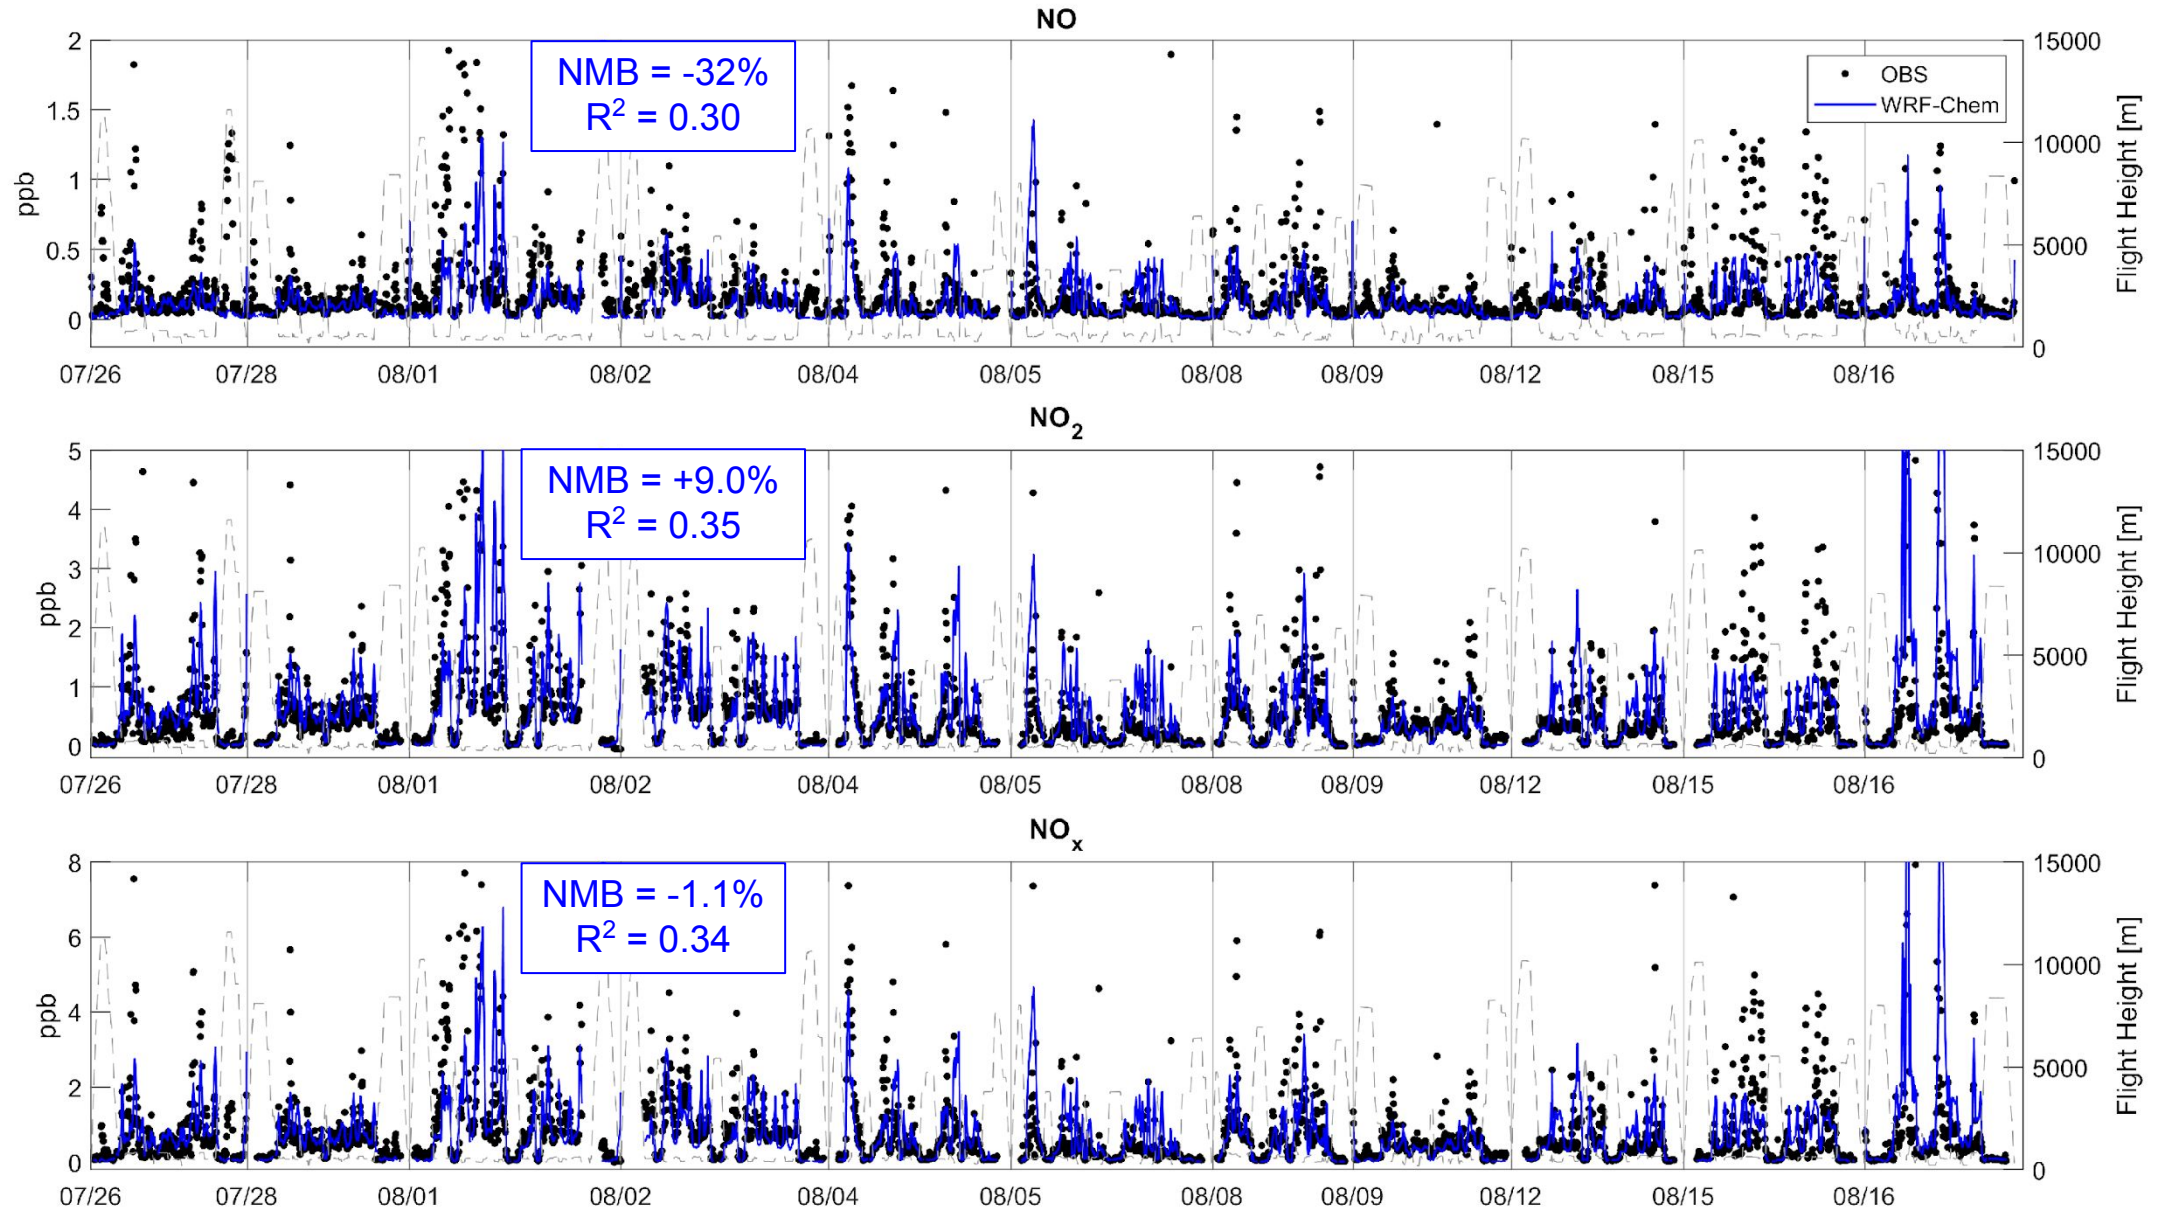 NO
2
1.5
1
0.5
0
ppb
NMB = -32%
R² = 0.30
OBS
WRF-Chem
15000
10000
5000
0
Flight Height [m]
07/26 07/28 08/01 08/02 08/04 08/05 08/08 08/09 08/12 08/15 08/16
NO₂
5
4
3
2
1
0
ppb
NMB = +9.0%
R² = 0.35
15000
10000
5000
0
Flight Height [m]
07/26 07/28 08/01 08/02 08/04 08/05 08/08 08/09 08/12 08/15 08/16
NOₓ
8
6
4
2
0
ppb
NMB = -1.1%
R² = 0.34
15000
10000
5000
0
Flight Height [m]
07/26 07/28 08/01 08/02 08/04 08/05 08/08 08/09 08/12 08/15 08/16